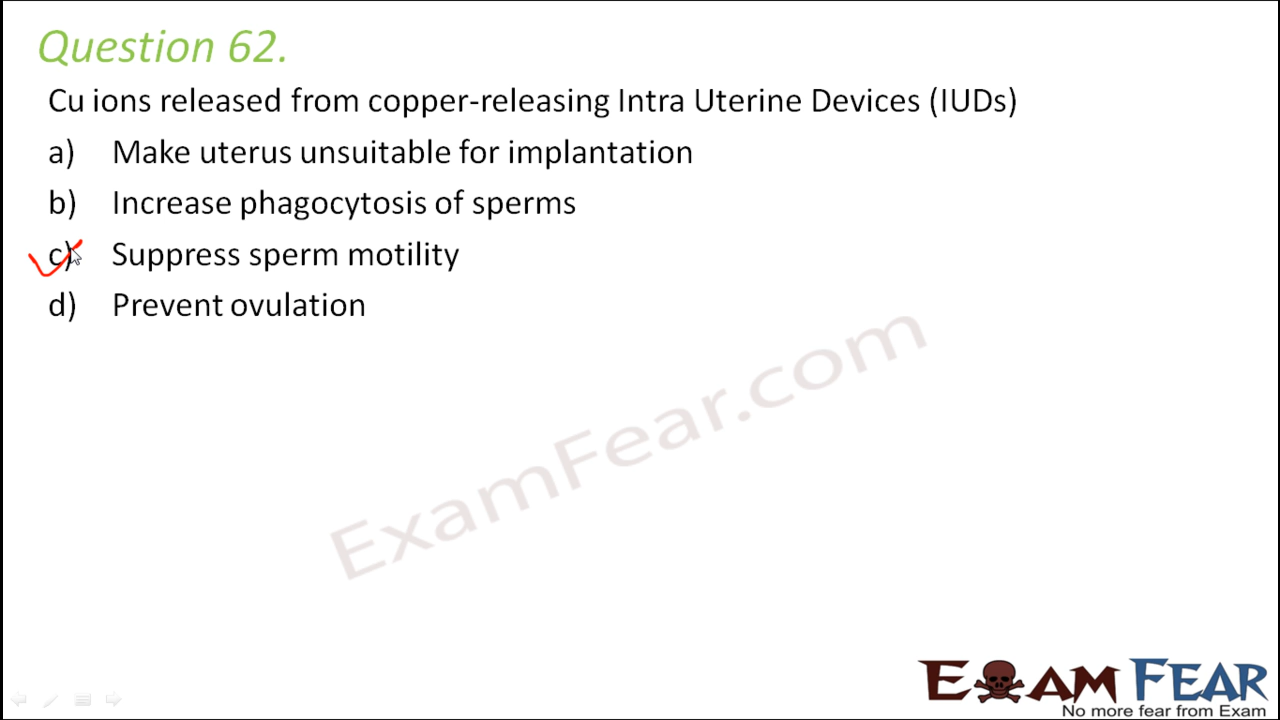 Question 62.
Cu ions released from copper-releasing Intra Uterine Devices (IUDs)
a) Make uterus unsuitable for implantation
b) Increase phagocytosis of sperms
c) Suppress sperm motility
d) Prevent ovulation
ExamFear.com
EXAM FEAR
No more fear from Exam